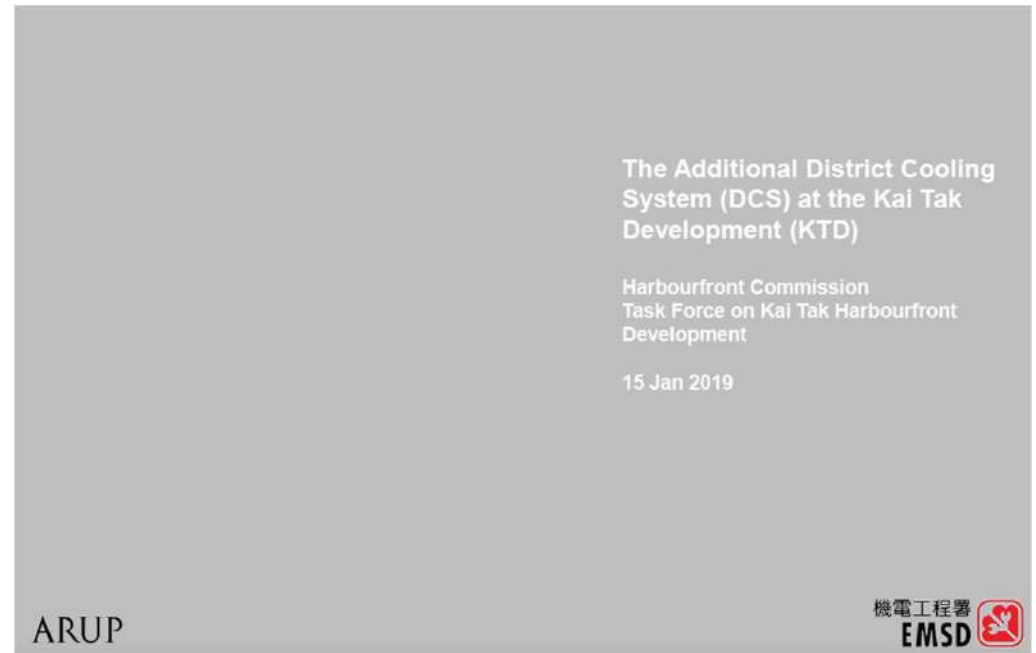 The Additional District Cooling
System (DCS) at the Kai Tak
Development (KTD)
Harbourfront Commission
Task Force on Kai Tak Harbourfront
Development
15 Jan 2019
ARUP
機電工程署
EMSD